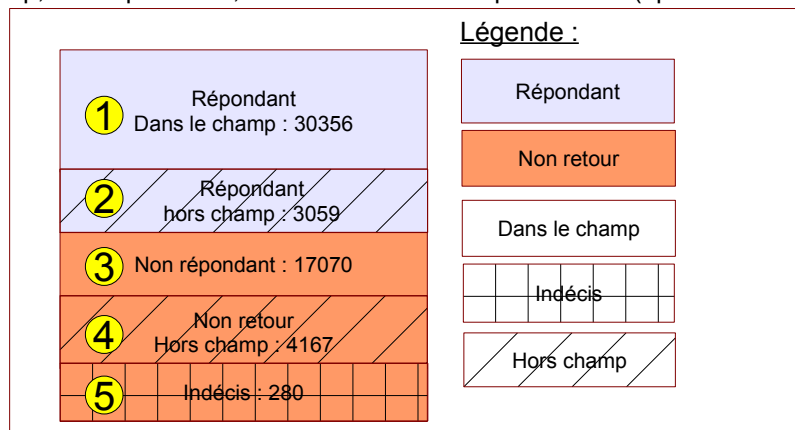 Légende :
1
Répondant
Dans le champ : 30356
2
Répondant
hors champ : 3059
3
Non répondant : 17070
4
Non retour
Hors champ : 4167
5
Indécis : 280
Répondant
Non retour
Dans le champ
Indécis
Hors champ